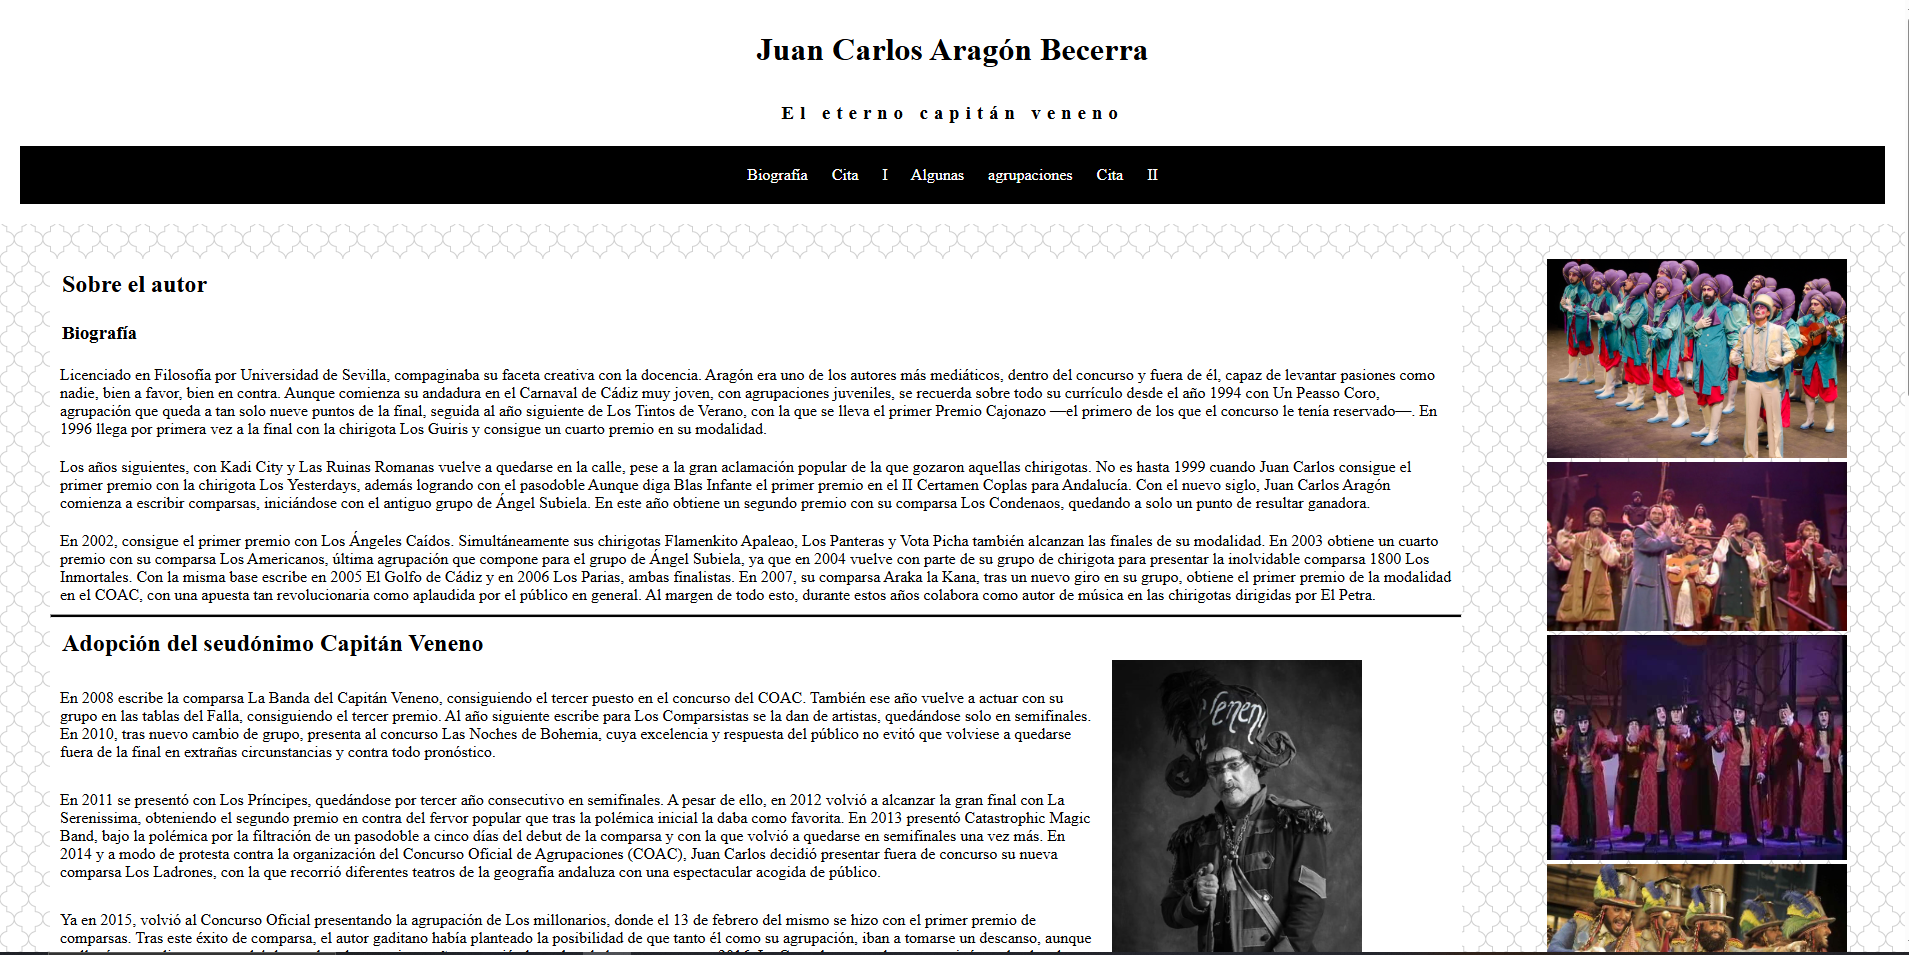 Juan Carlos Aragón Becerra
El eterno capitán veneno
Biografía Cita I Algunas agrupaciones Cita II
Sobre el autor
Biografía
Licenciado en Filosofía por Universidad de Sevilla, compaginaba su faceta creativa con la docencia. Aragón era uno de los autores más mediáticos, dentro del concurso y fuera de él, capaz de levantar pasiones como
nadie, bien a favor, bien en contra. Aunque comienza su andadura en el Carnaval de Cádiz muy joven, con agrupaciones juveniles, se recuerda sobre todo su currículo desde el año 1994 con Un Peasso Coro,
agrupación que queda a tan solo nueve puntos de la final, seguida al año siguiente de Los Tintos de Verano, con la que se lleva el primer Premio Cajonazo —el primero de los que el concurso le tenía reservado—. En
1996 llega por primera vez a la final con la chirigota Los Guiris y consigue un cuarto premio en su modalidad.
Los años siguientes, con Kadi City y Las Ruinas Romanas vuelve a quedarse en la calle, pese a la gran aclamación popular de la que gozaron aquellas chirigotas. No es hasta 1999 cuando Juan Carlos consigue el
primer premio con la chirigota Los Yesterdays, además logrando con el pasodoble Aunque diga Blas Infante el primer premio en el II Certamen Coplas para Andalucía. Con el nuevo siglo, Juan Carlos Aragón
comienza a escribir comparsas, iniciándose con el antiguo grupo de Ángel Subiela. En este año obtiene un segundo premio con su comparsa Los Condenaos, quedando a solo un punto de resultar ganadora.
En 2002, consigue el primer premio con Los Ángeles Caídos. Simultáneamente sus chirigotas Flamenkito Apaleao, Los Panteras y Vota Picha también alcanzan las finales de su modalidad. En 2003 obtiene un cuarto
premio con su comparsa Los Americanos, última agrupación que compone para el grupo de Ángel Subiela, ya que en 2004 vuelve con parte de su grupo de chirigota para presentar la inolvidable comparsa 1800 Los
Inmortales. Con la misma base escribe en 2005 El Golfo de Cádiz y en 2006 Los Parias, ambas finalistas. En 2007, su comparsa Araka la Kana, tras un nuevo giro en su grupo, obtiene el primer premio de la modalidad
en el COAC, con una apuesta tan revolucionaria como aplaudida por el público en general. Al margen de todo esto, durante estos años colabora como autor de música en las chirigotas dirigidas por El Petra.
Adopción del seudónimo Capitán Veneno
En 2008 escribe la comparsa La Banda del Capitán Veneno, consiguiendo el tercer puesto en el concurso del COAC. También ese año vuelve a actuar con su
grupo en las tablas del Falla, consiguiendo el tercer premio. Al año siguiente escribe para Los Comparsistas se la dan de artistas, quedándose solo en semifinales.
En 2010, tras nuevo cambio de grupo, presenta al concurso Las Noches de Bohemia, cuya excelencia y respuesta del público no evitó que volviese a quedarse
fuera de la final en extrañas circunstancias y contra todo pronóstico.
En 2011 se presentó con Los Príncipes, quedándose por tercer año consecutivo en semifinales. A pesar de ello, en 2012 volvió a alcanzar la gran final con La
Serenissima, obteniendo el segundo premio en contra del fervor popular que tras la polémica inicial la daba como favorita. En 2013 presentó Catastrophic Magic
Band, bajo la polémica por la filtración de un pasodoble a cinco días del debut de la comparsa y con la que volvió a quedarse en semifinales una vez más. En
2014 y a modo de protesta contra la organización del Concurso Oficial de Agrupaciones (COAC), Juan Carlos decidió presentar fuera de concurso su nueva
comparsa Los Ladrones, con la que recorrió diferentes teatros de la geografía andaluza con una espectacular acogida de público.
Ya en 2015, volvió al Concurso Oficial presentando la agrupación de Los millonarios, donde el 13 de febrero del mismo se hizo con el primer premio de
comparsas. Tras este éxito de comparsa, el autor gaditano había planteado la posibilidad de que tanto él como su agrupación, iban a tomarse un descanso, aunque